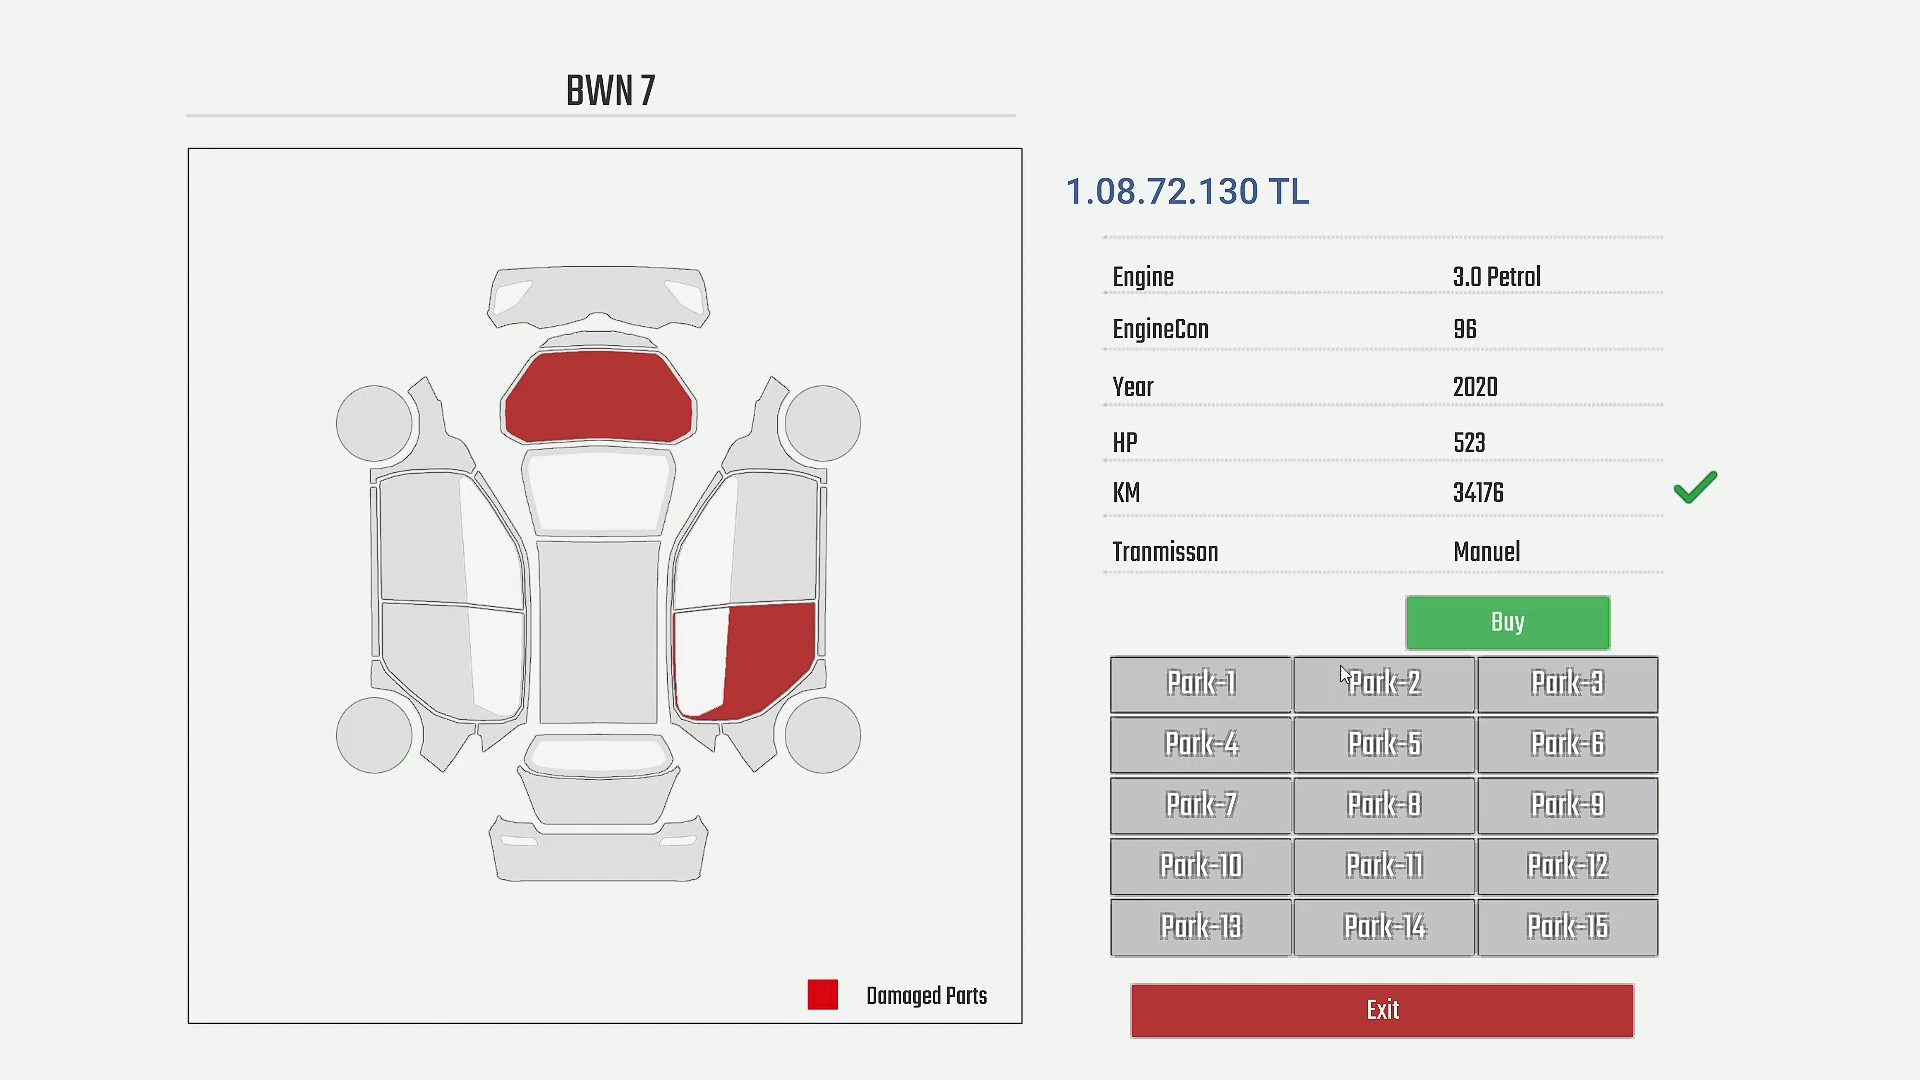 BWN 7
1.08.72.130 TL
Engine 3.0 Petrol
EngineCon 96
Year 2020
HP 523
KM 34176
Tranmisson Manuel
Buy
Park-1 Park-2 Park-3
Park-4 Park-5 Park-6
Park-7 Park-8 Park-9
Park-10 Park-11 Park-12
Park-13 Park-14 Park-15
Damaged Parts
Exit